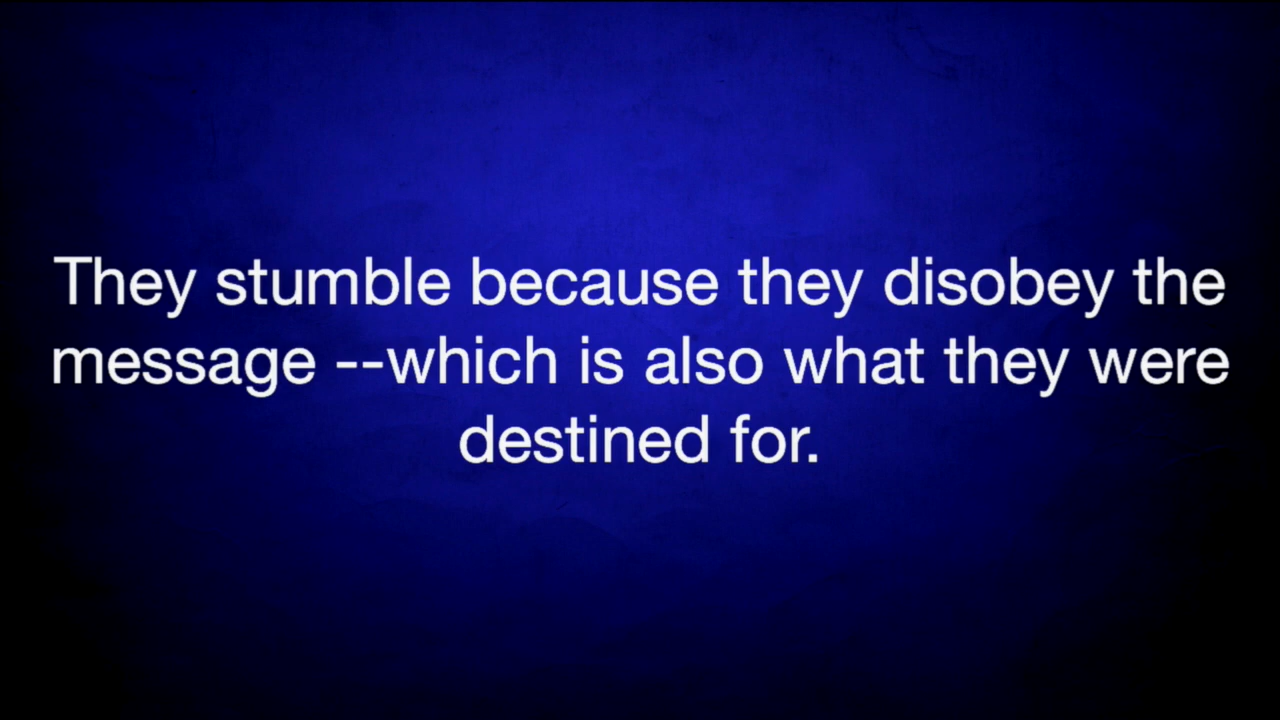 They stumble because they disobey the
message --which is also what they were
destined for.